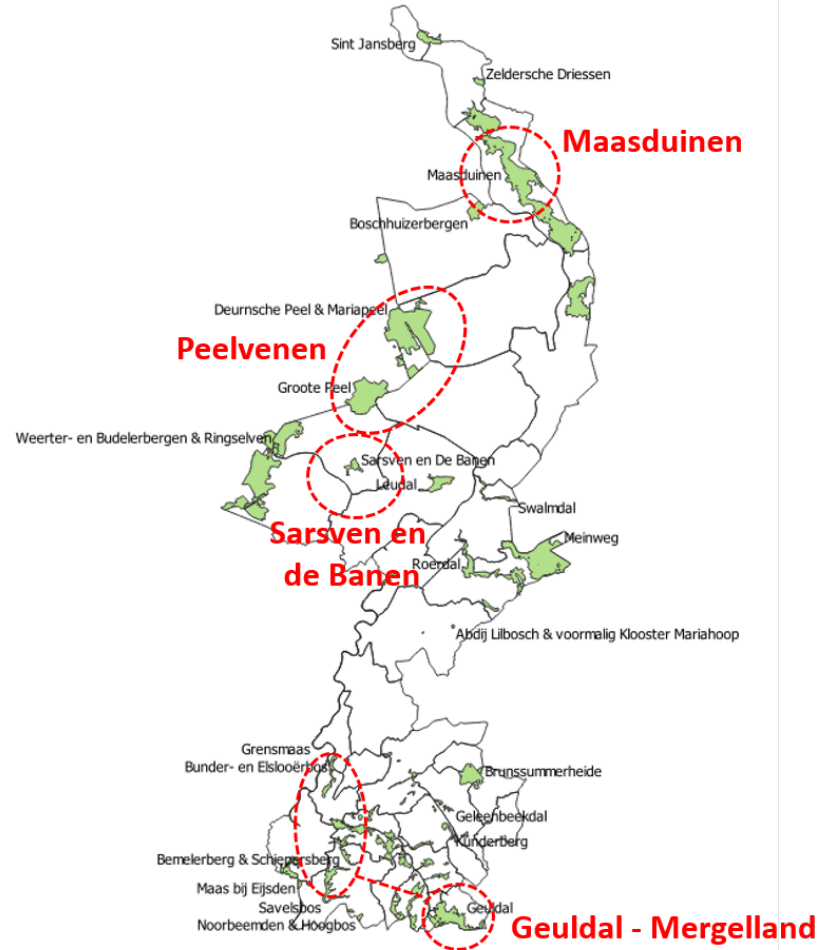 Sint Jansberg
Zeldersche Driessen
Maasduinen
Maasduinen
Boschhuizerbergen
Deurnsche Peel & Mariapeel
Peelvenen
Groote Peel
Weerter- en Budelerbergen & Ringselven
Sarsven en De Banen
Leudal
Swalmdal
Sarsven en
de Banen
Meinweg
Roerdal
Abdij Lilbosch & voormalig Klooster Mariahoop
Grensmaas
Bunder- en Elslooërbos
Brunssummerheide
Geleenbeekdal
Kunderberg
Bemelerberg & Schiepersberg
Maas bij Eijsden
Savelsbos
Geuldal
Noorbeemden & Hoogbos
Geuldal - Mergelland